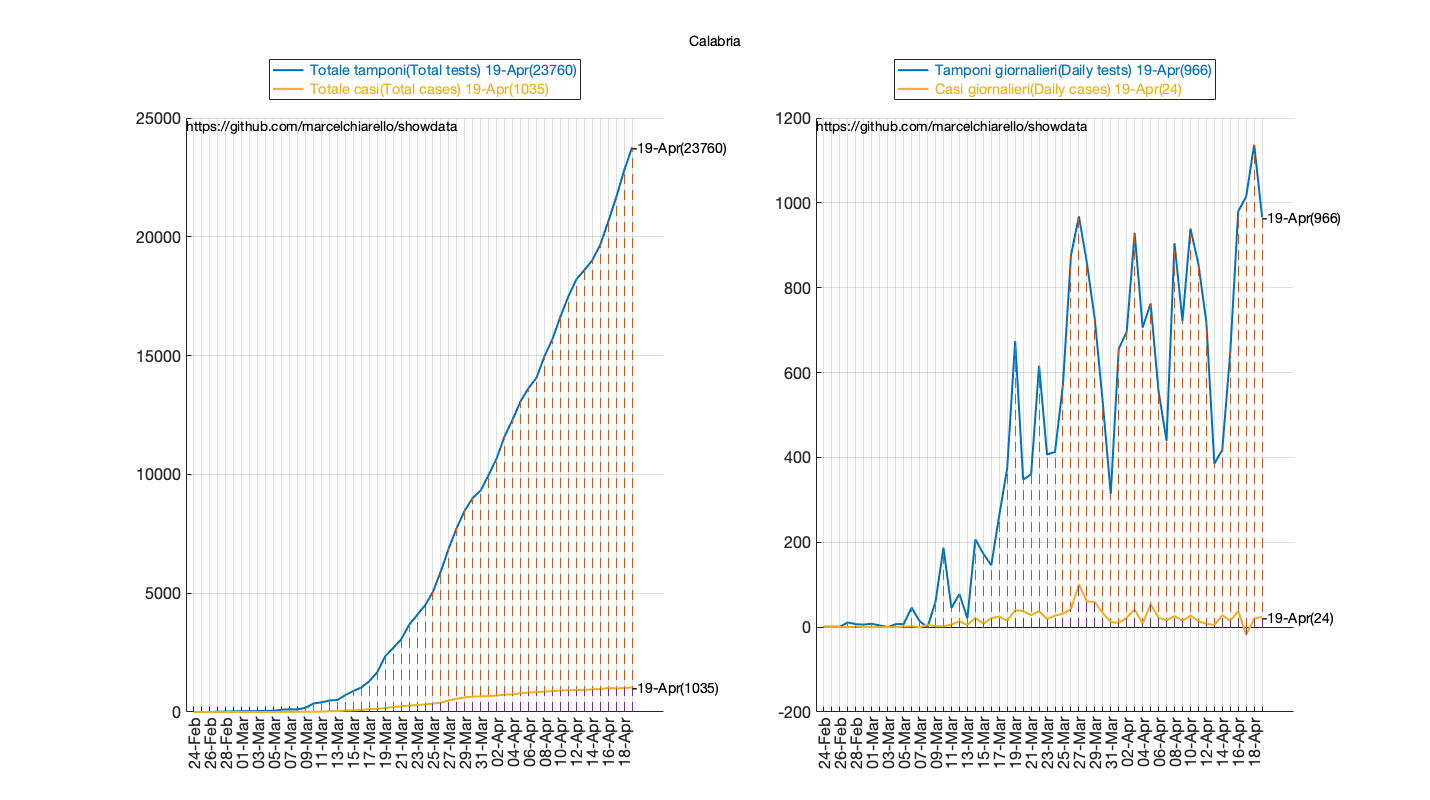 Calabria
Totale tamponi(Total tests) 19-Apr(23760)
Totale casi(Total cases) 19-Apr(1035)
25000
20000
15000
10000
5000
0
https://github.com/marcelchiarello/showdata
19-Apr(23760)
19-Apr(1035)
24-Feb
26-Feb
28-Feb
01-Mar
03-Mar
05-Mar
07-Mar
09-Mar
11-Mar
13-Mar
15-Mar
17-Mar
19-Mar
21-Mar
23-Mar
25-Mar
27-Mar
29-Mar
31-Mar
02-Apr
04-Apr
06-Apr
08-Apr
10-Apr
12-Apr
14-Apr
16-Apr
18-Apr
Tamponi giornalieri(Daily tests) 19-Apr(966)
Casi giornalieri(Daily cases) 19-Apr(24)
1200
1000
800
600
400
200
0
-200
https://github.com/marcelchiarello/showdata
19-Apr(966)
19-Apr(24)
24-Feb
26-Feb
28-Feb
01-Mar
03-Mar
05-Mar
07-Mar
09-Mar
11-Mar
13-Mar
15-Mar
17-Mar
19-Mar
21-Mar
23-Mar
25-Mar
27-Mar
29-Mar
31-Mar
02-Apr
04-Apr
06-Apr
08-Apr
10-Apr
12-Apr
14-Apr
16-Apr
18-Apr